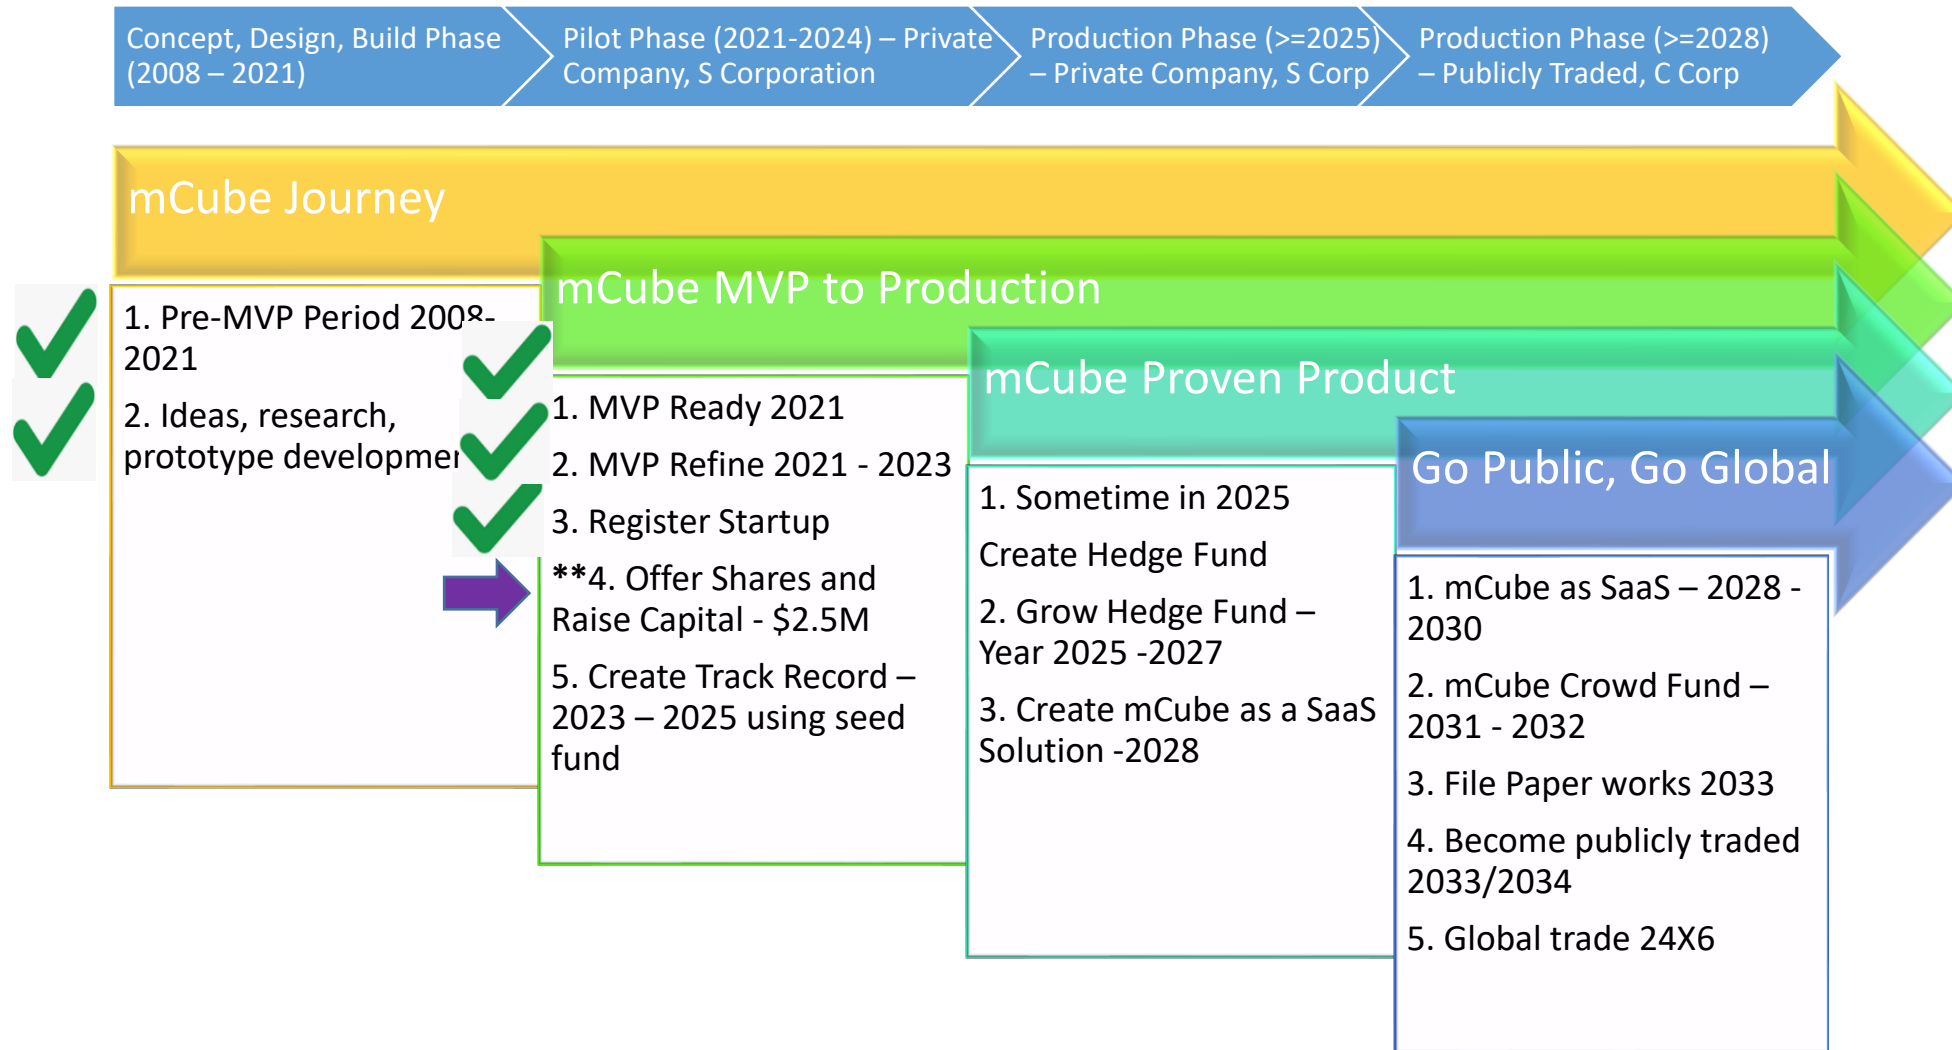 Concept, Design, Build Phase
(2008 – 2021)
Pilot Phase (2021-2024) – Private
Company, S Corporation
Production Phase (>=2025)
– Private Company, S Corp
Production Phase (>=2028)
– Publicly Traded, C Corp
mCube Journey
1. Pre-MVP Period 2008-
2021
2. Ideas, research,
prototype developmen
mCube MVP to Production
1. MVP Ready 2021
2. MVP Refine 2021 - 2023
3. Register Startup
**4. Offer Shares and
Raise Capital - $2.5M
5. Create Track Record –
2023 – 2025 using seed
fund
mCube Proven Product
1. Sometime in 2025
Create Hedge Fund
2. Grow Hedge Fund –
Year 2025 -2027
3. Create mCube as a SaaS
Solution -2028
Go Public, Go Global
1. mCube as SaaS – 2028 -
2030
2. mCube Crowd Fund –
2031 - 2032
3. File Paper works 2033
4. Become publicly traded
2033/2034
5. Global trade 24X6